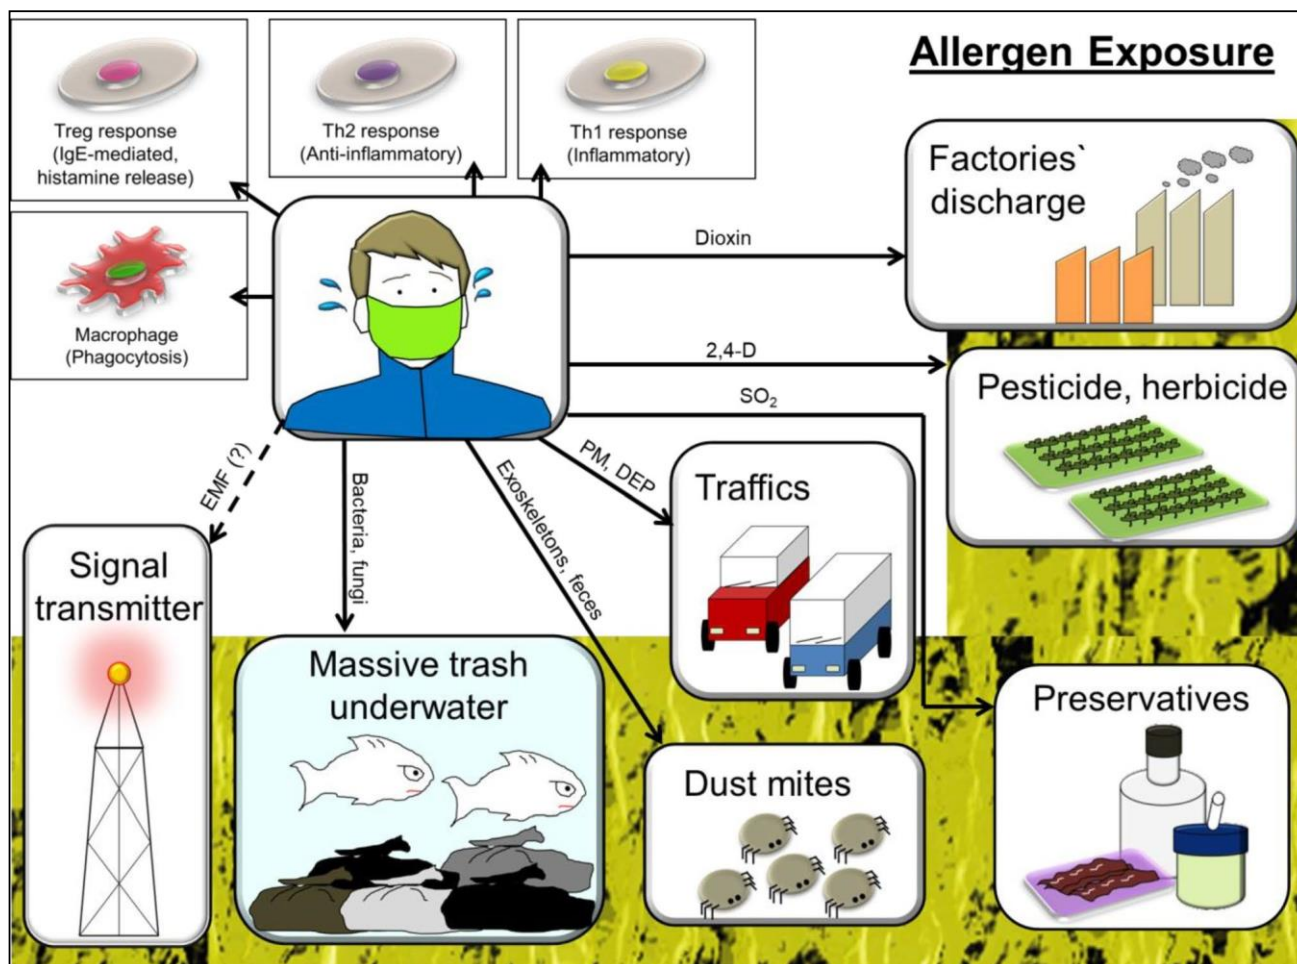 Allergen Exposure
Treg response
(IgE-mediated,
histamine release)
Th2 response
(Anti-inflammatory)
Th1 response
(Inflammatory)
Macrophage
(Phagocytosis)
Factories`
discharge
Dioxin
2,4-D
Pesticide, herbicide
SO₂
PM, DEP
Traffics
EMF (?)
Bacteria, fungi
Exoskeletons, feces
Signal
transmitter
Massive trash
underwater
Dust mites
Preservatives